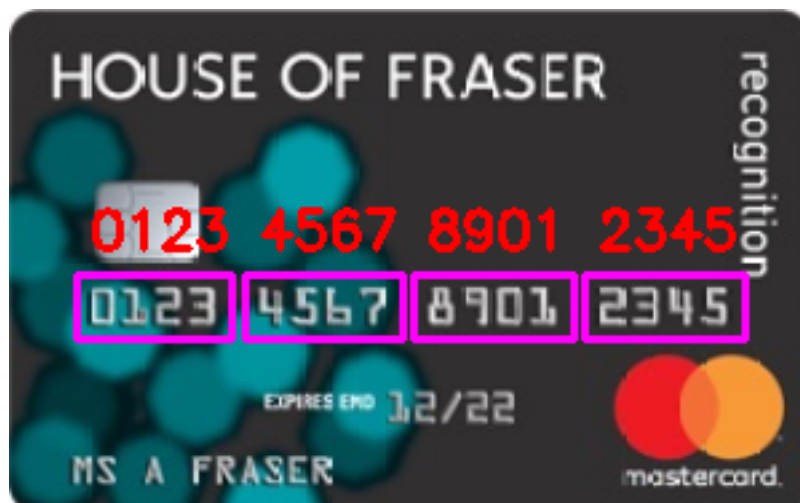 HOUSE OF FRASER
recognition
0123 4567 8901 2345
0123 4567 8901 2345
EXPIRES END 12/22
MS A FRASER
mastercard.